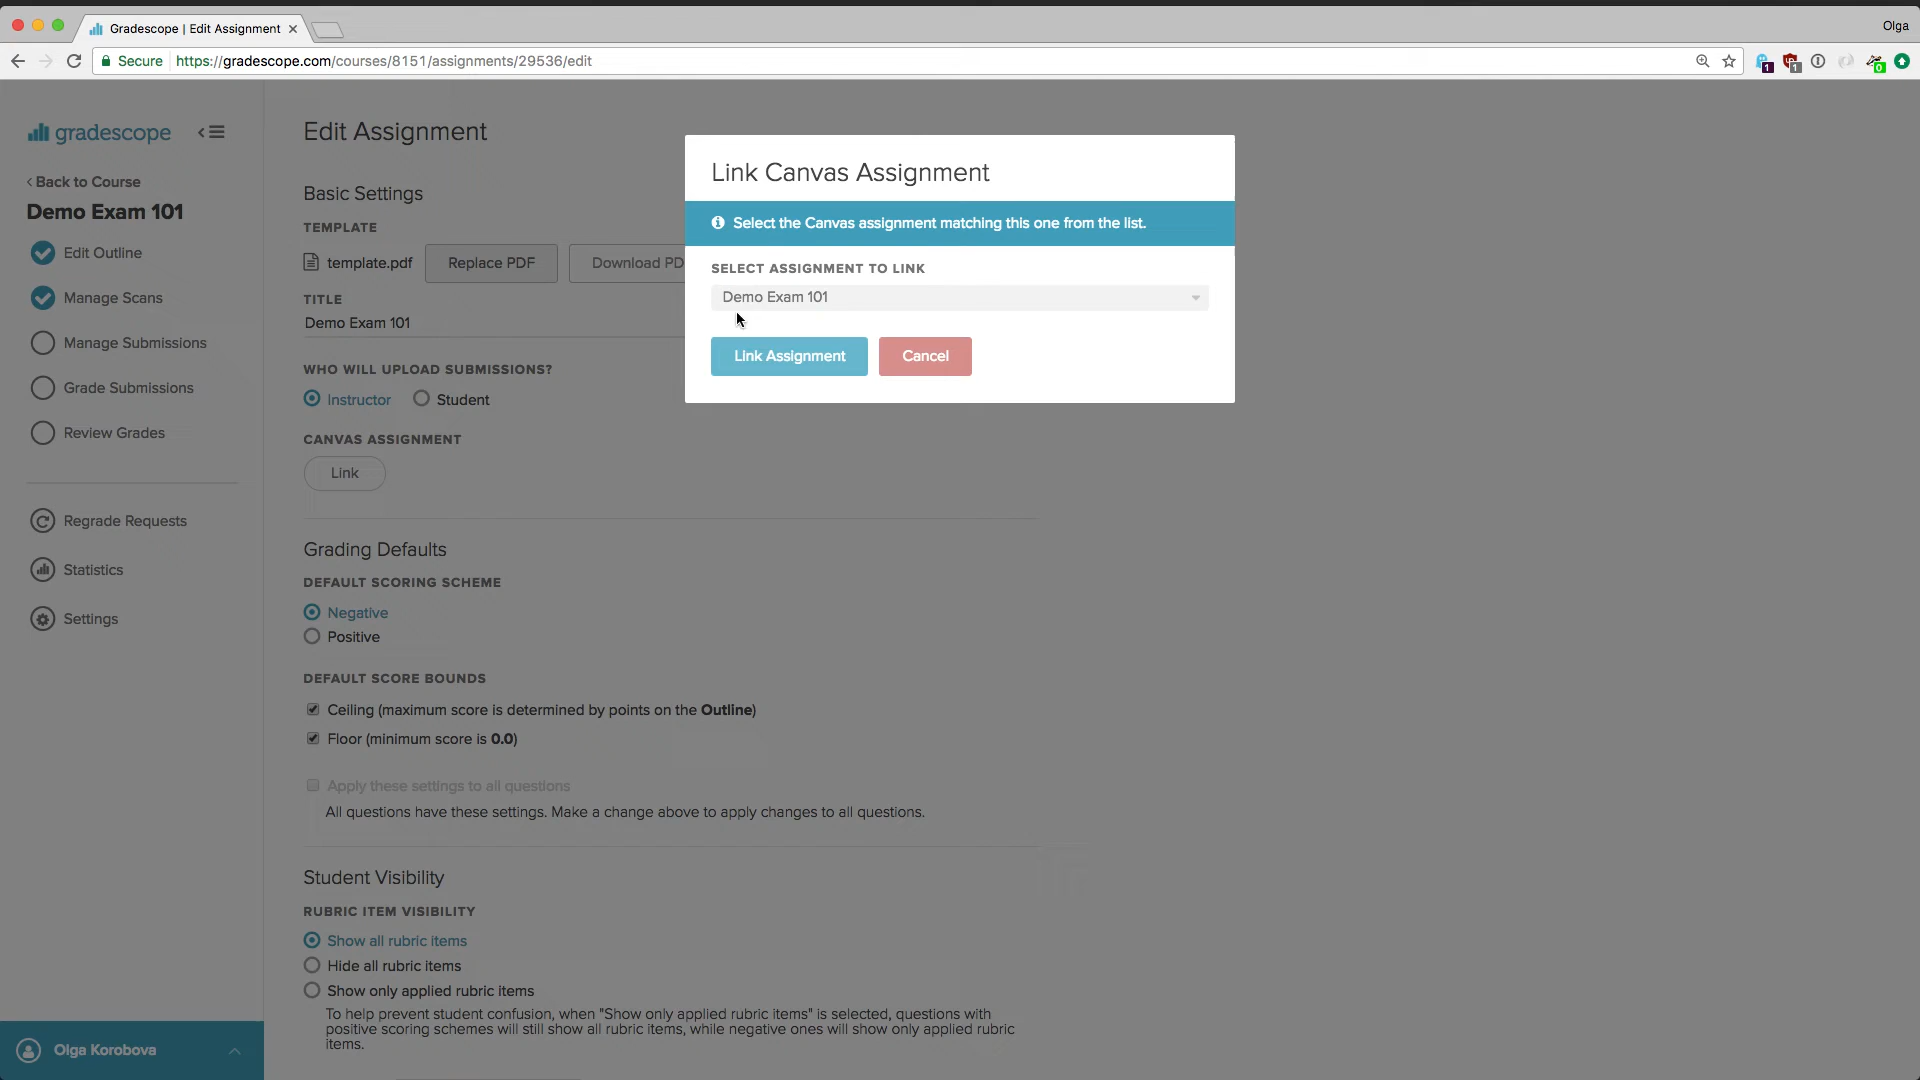 Gradescope | Edit Assignment
Olga
Secure https://gradescope.com/courses/8151/assignments/29536/edit
1
1
0
gradescope
Back to Course
Demo Exam 101
Edit Outline
Manage Scans
Manage Submissions
Grade Submissions
Review Grades
Regrade Requests
Statistics
Settings
Olga Korobova
Edit Assignment
Basic Settings
TEMPLATE
template.pdf Replace PDF Download PD
TITLE
Demo Exam 101
WHO WILL UPLOAD SUBMISSIONS?
Instructor Student
CANVAS ASSIGNMENT
Link
Grading Defaults
DEFAULT SCORING SCHEME
Negative
Positive
DEFAULT SCORE BOUNDS
Ceiling (maximum score is determined by points on the Outline)
Floor (minimum score is 0.0)
Apply these settings to all questions
All questions have these settings. Make a change above to apply changes to all questions.
Student Visibility
RUBRIC ITEM VISIBILITY
Show all rubric items
Hide all rubric items
Show only applied rubric items
To help prevent student confusion, when "Show only applied rubric items" is selected, questions with
positive scoring schemes will still show all rubric items, while negative ones will show only applied rubric
items.
Link Canvas Assignment
Select the Canvas assignment matching this one from the list.
SELECT ASSIGNMENT TO LINK
Demo Exam 101
Link Assignment Cancel